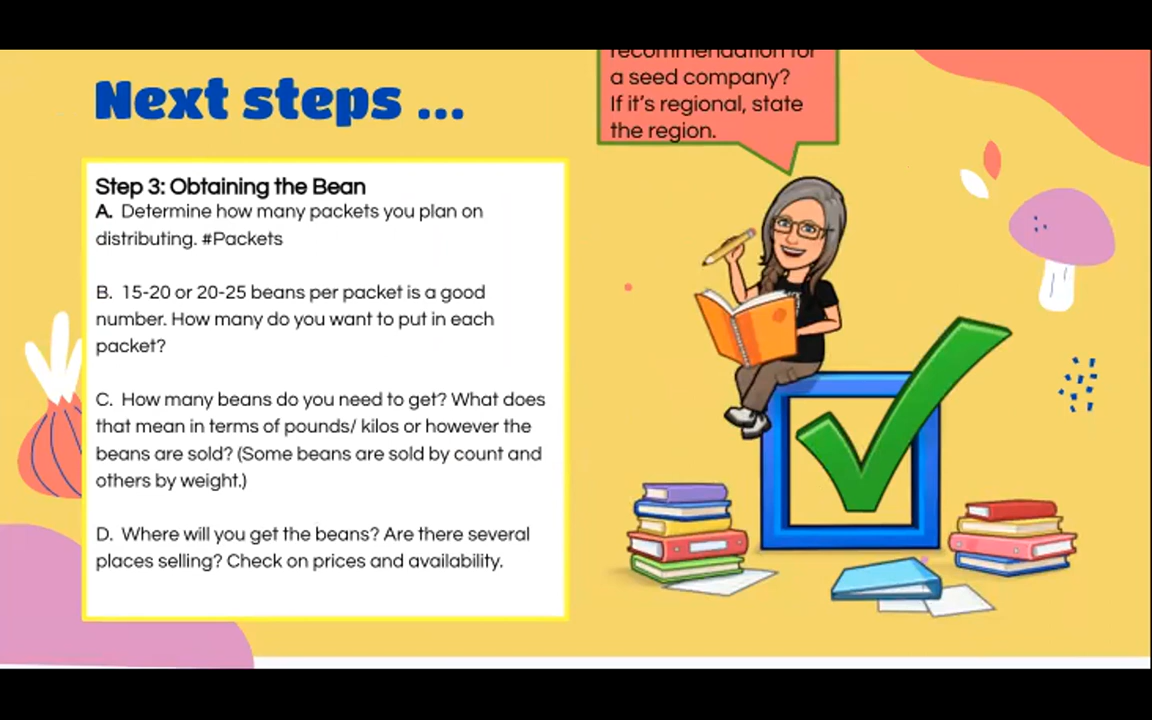 Next steps ...
recommendation for
a seed company?
If it's regional, state
the region.
Step 3: Obtaining the Bean
A. Determine how many packets you plan on
distributing. #Packets
B. 15-20 or 20-25 beans per packet is a good
number. How many do you want to put in each
packet?
C. How many beans do you need to get? What does
that mean in terms of pounds/ kilos or however the
beans are sold? (Some beans are sold by count and
others by weight.)
D. Where will you get the beans? Are there several
places selling? Check on prices and availability.